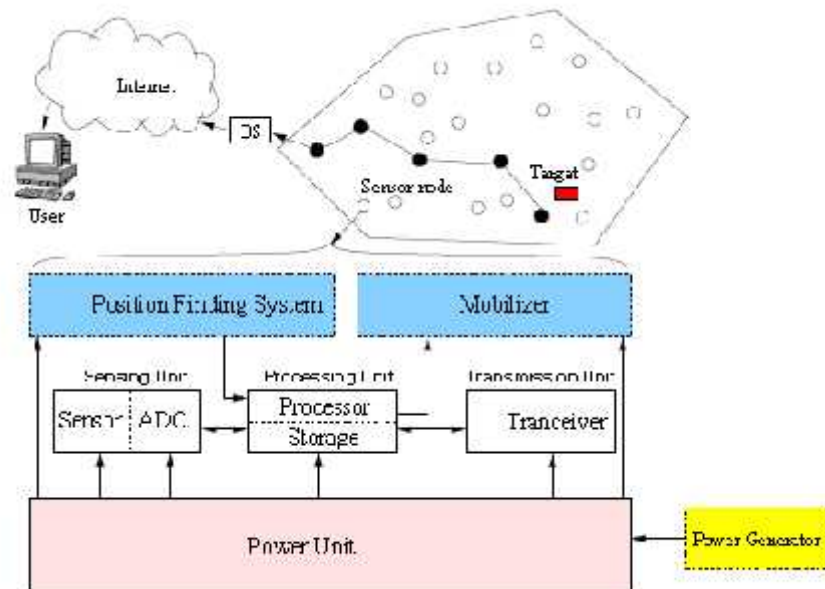 Internet
DS
Target
Sensor node
User
Position Finding System
Mobilizer
Sensing Unit
Processing Unit
Transmission Unit
Sensor
ADC
Processor
Storage
Tranceiver
Power Unit
Power Generator